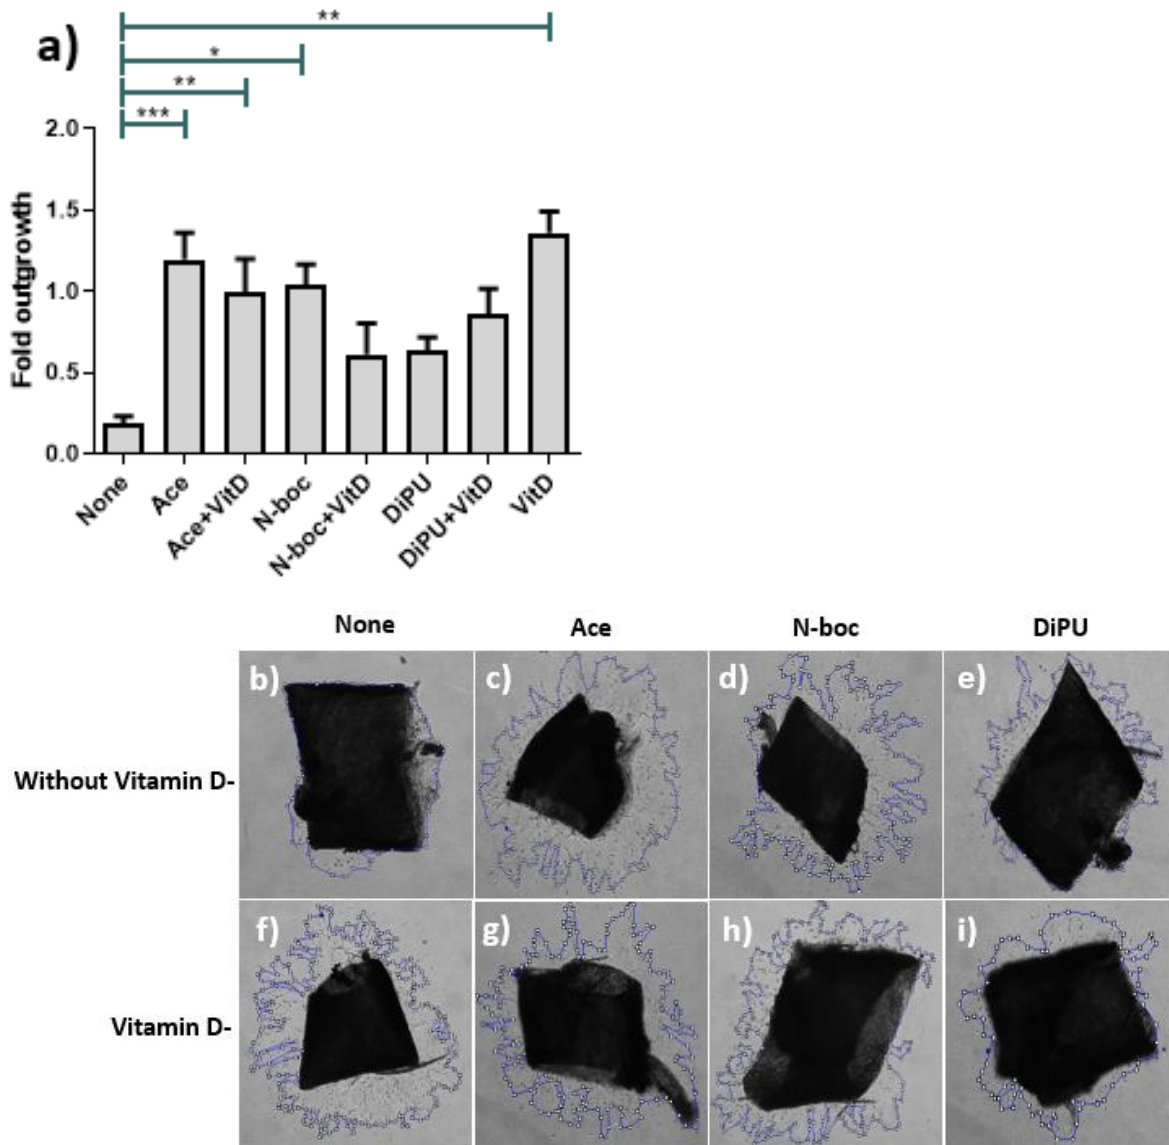 a)
**
*
**
***
2.0
1.5
1.0
0.5
0.0
Fold outgrowth
None
Ace
Ace+VitD
N-boc
N-boc+VitD
DiPU
DiPU+VitD
VitD
None Ace N-boc DiPU
b) c) d) e)
Without Vitamin D-
f) g) h) i)
Vitamin D-